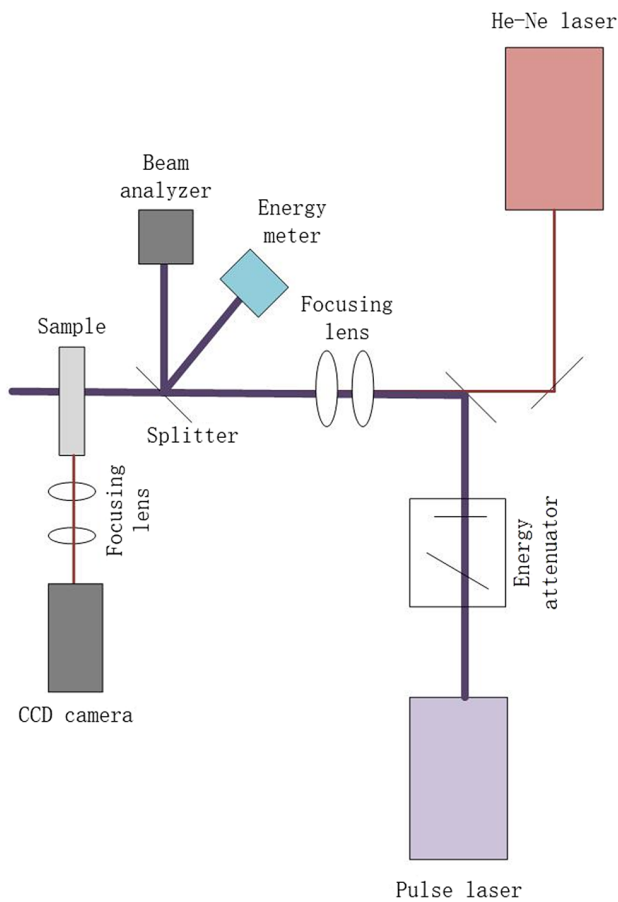 He-Ne laser
Beam
analyzer
Energy
meter
Focusing
lens
Sample
Splitter
Focusing
lens
Energy
attenuator
CCD camera
Pulse laser